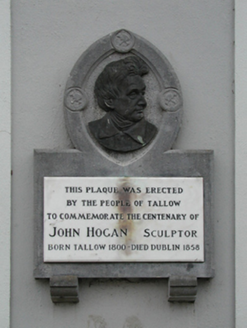 THIS PLAQUE WAS ERECTED
BY THE PEOPLE OF TALLOW
TO COMMEMORATE THE CENTENARY OF
JOHN HOGAN SCULPTOR
BORN TALLOW 1800-DIED DUBLIN 1858